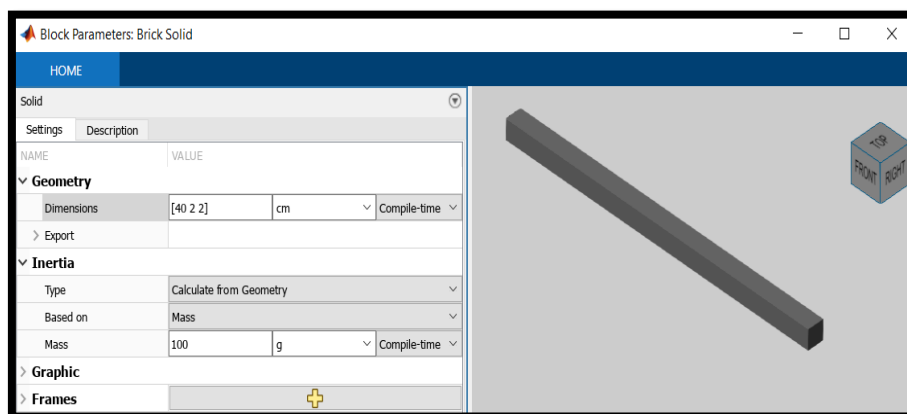 Block Parameters: Brick Solid
HOME
Solid
Settings Description
NAME VALUE
Geometry
Dimensions [40 2 2] cm Compile-time
Export
Inertia
Type Calculate from Geometry
Based on Mass
Mass 100 g Compile-time
Graphic
Frames
TOP
FRONT RIGHT